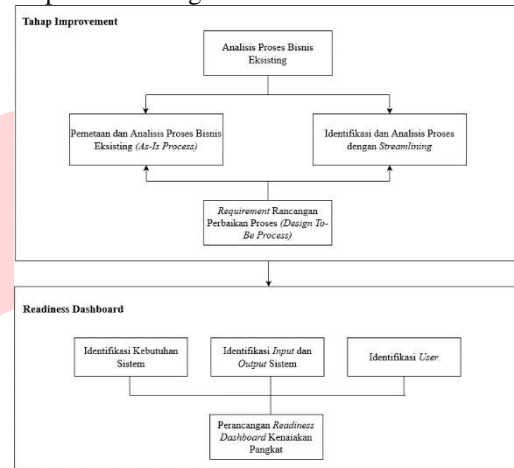 Tahap Improvement
Analisis Proses Bisnis
Eksisting
Pemetaan dan Analisis Proses Bisnis
Eksisting (As-Is Process)
Identifikasi dan Analisis Proses
dengan Streamlining
Requirement Rancangan
Perbaikan Proses (Design To-
Be Process)
Readiness Dashboard
Identifikasi Kebutuhan
Sistem
Identifikasi Input dan
Output Sistem
Identifikasi User
Perancangan Readiness
Dashboard Kenaiakan
Pangkat